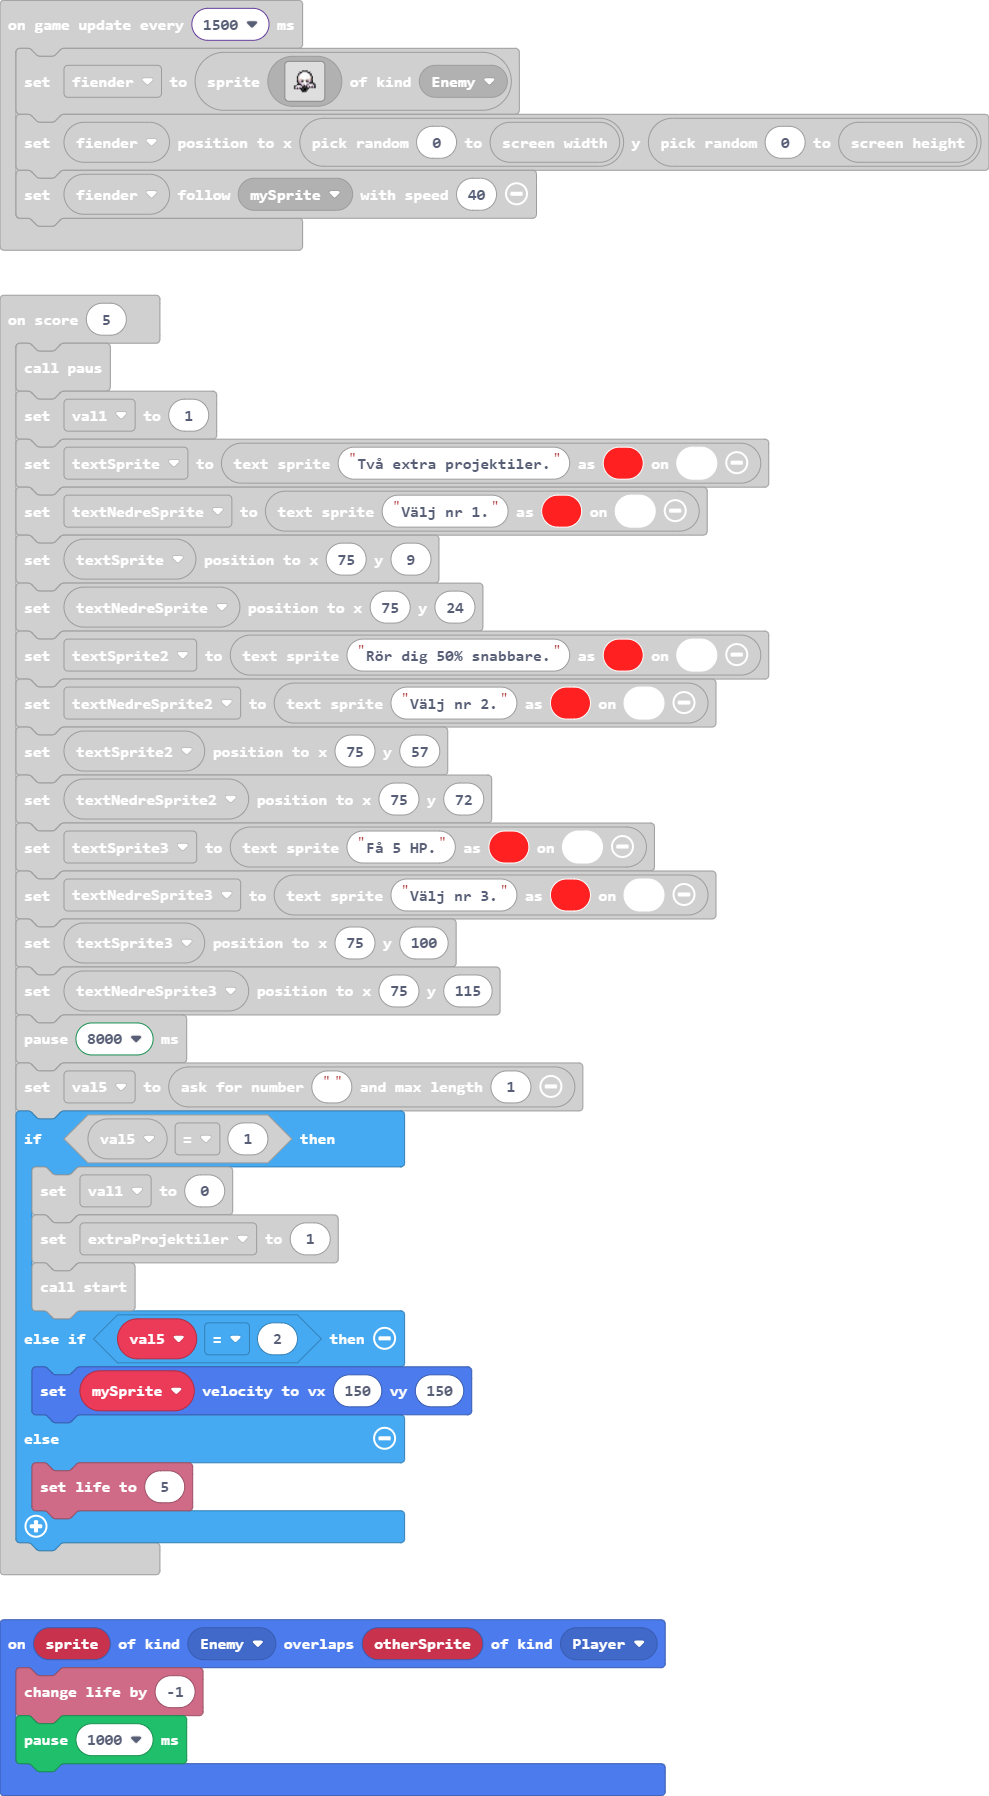 on game update every 1500 ms
set fiender to sprite of kind Enemy
set fiender position to x pick random 0 to screen width y pick random 0 to screen height
set fiender follow mySprite with speed 40
on score 5
call paus
set val1 to 1
set textSprite to text sprite "Två extra projektiler." as on
set textNedreSprite to text sprite "Välj nr 1." as on
set textSprite position to x 75 y 9
set textNedreSprite position to x 75 y 24
set textSprite2 to text sprite "Rör dig 50% snabbare." as on
set textNedreSprite2 to text sprite "Välj nr 2." as on
set textSprite2 position to x 75 y 57
set textNedreSprite2 position to x 75 y 72
set textSprite3 to text sprite "Få 5 HP." as on
set textNedreSprite3 to text sprite "Välj nr 3." as on
set textSprite3 position to x 75 y 100
set textNedreSprite3 position to x 75 y 115
pause 8000 ms
set val5 to ask for number "" and max length 1
if val5 = 1 then
set val1 to 0
set extraProjektiler to 1
call start
else if val5 = 2 then
set mySprite velocity to vx 150 vy 150
else
set life to 5
on sprite of kind Enemy overlaps otherSprite of kind Player
change life by -1
pause 1000 ms